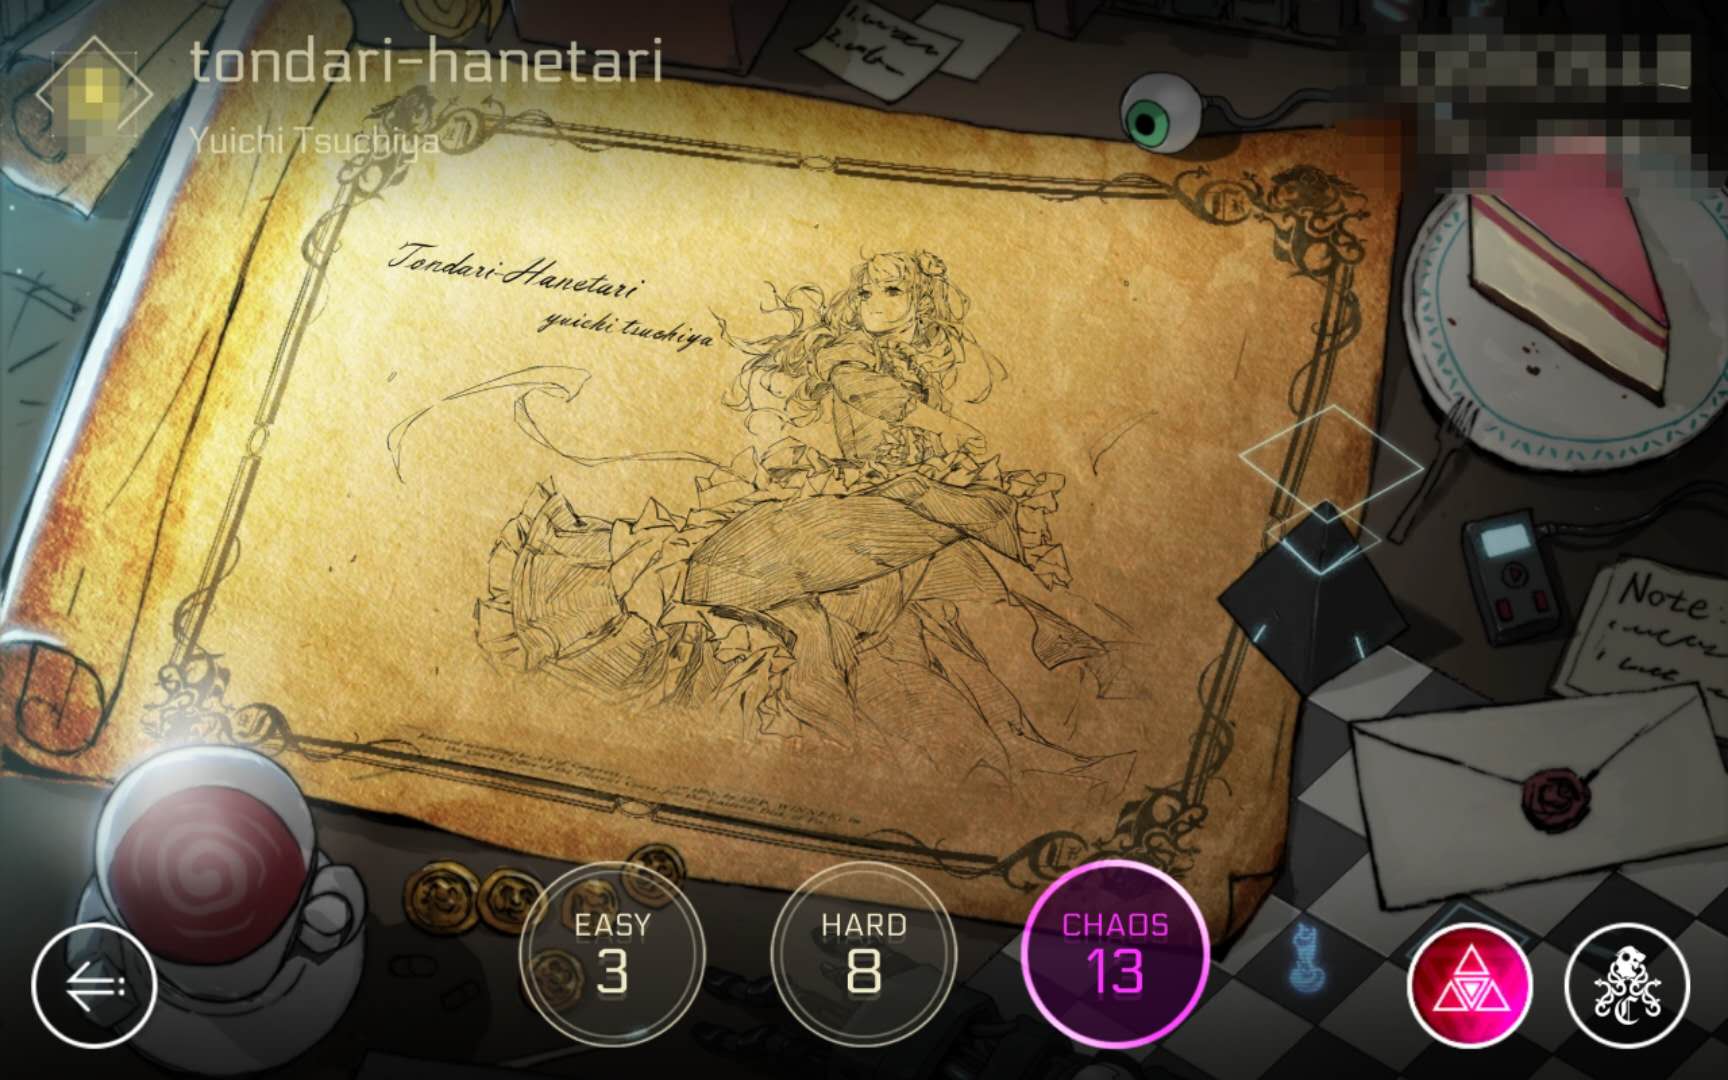 tondari-hanetari
Yuichi Tsuchiya
Tondari-Hanetari
yuichi tsuchiya
Note:
EASY
3
HARD
8
CHAOS
13